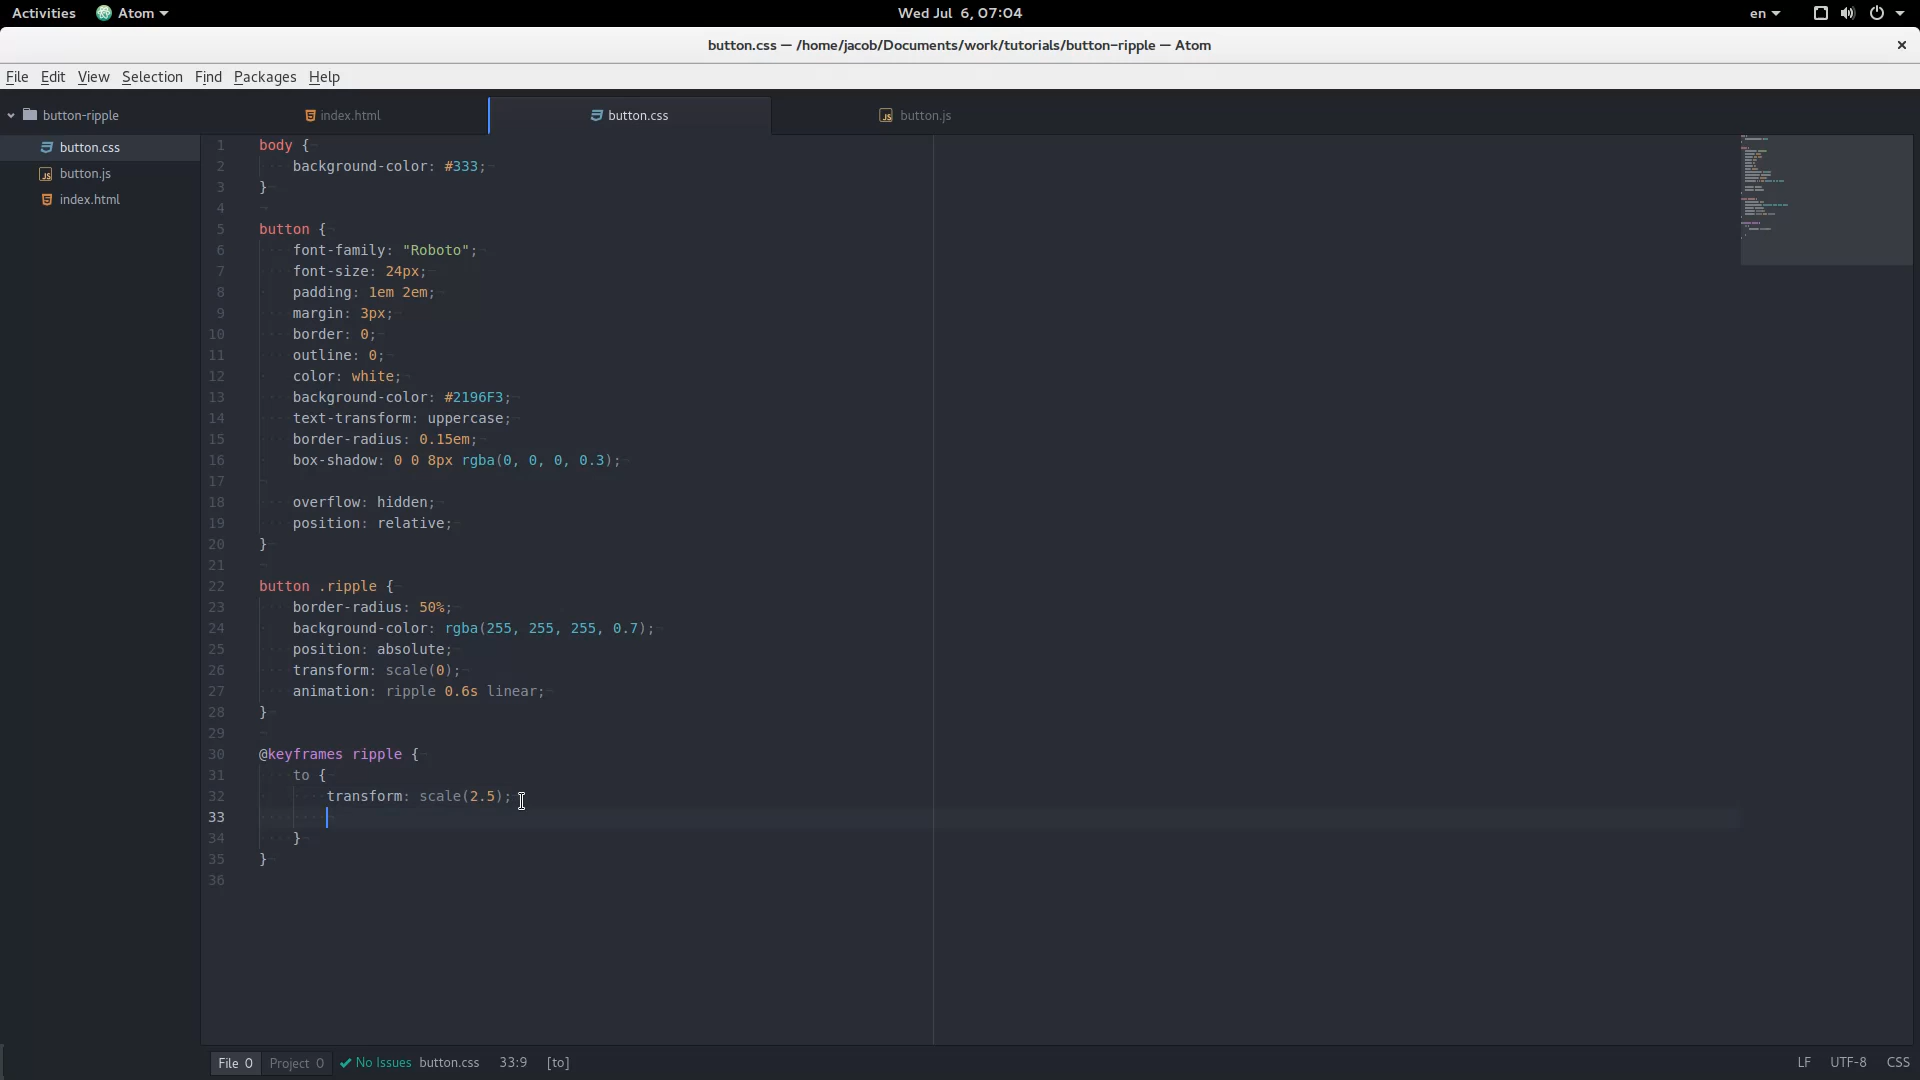 Activities Atom Wed Jul 6, 07:04 en
button.css — /home/jacob/Documents/work/tutorials/button-ripple — Atom
File Edit View Selection Find Packages Help
button-ripple index.html button.css button.js
button.css
button.js
index.html
1 body {
2 background-color: #333;
3 }
4
5 button {
6 font-family: "Roboto";
7 font-size: 24px;
8 padding: 1em 2em;
9 margin: 3px;
10 border: 0;
11 outline: 0;
12 color: white;
13 background-color: #2196F3;
14 text-transform: uppercase;
15 border-radius: 0.15em;
16 box-shadow: 0 0 8px rgba(0, 0, 0, 0.3);
17
18 overflow: hidden;
19 position: relative;
20 }
21
22 button .ripple {
23 border-radius: 50%;
24 background-color: rgba(255, 255, 255, 0.7);
25 position: absolute;
26 transform: scale(0);
27 animation: ripple 0.6s linear;
28 }
29
30 @keyframes ripple {
31 to {
32 transform: scale(2.5);
33
34 }
35 }
36
File 0 Project 0 No Issues button.css 33:9 [to] LF UTF-8 CSS